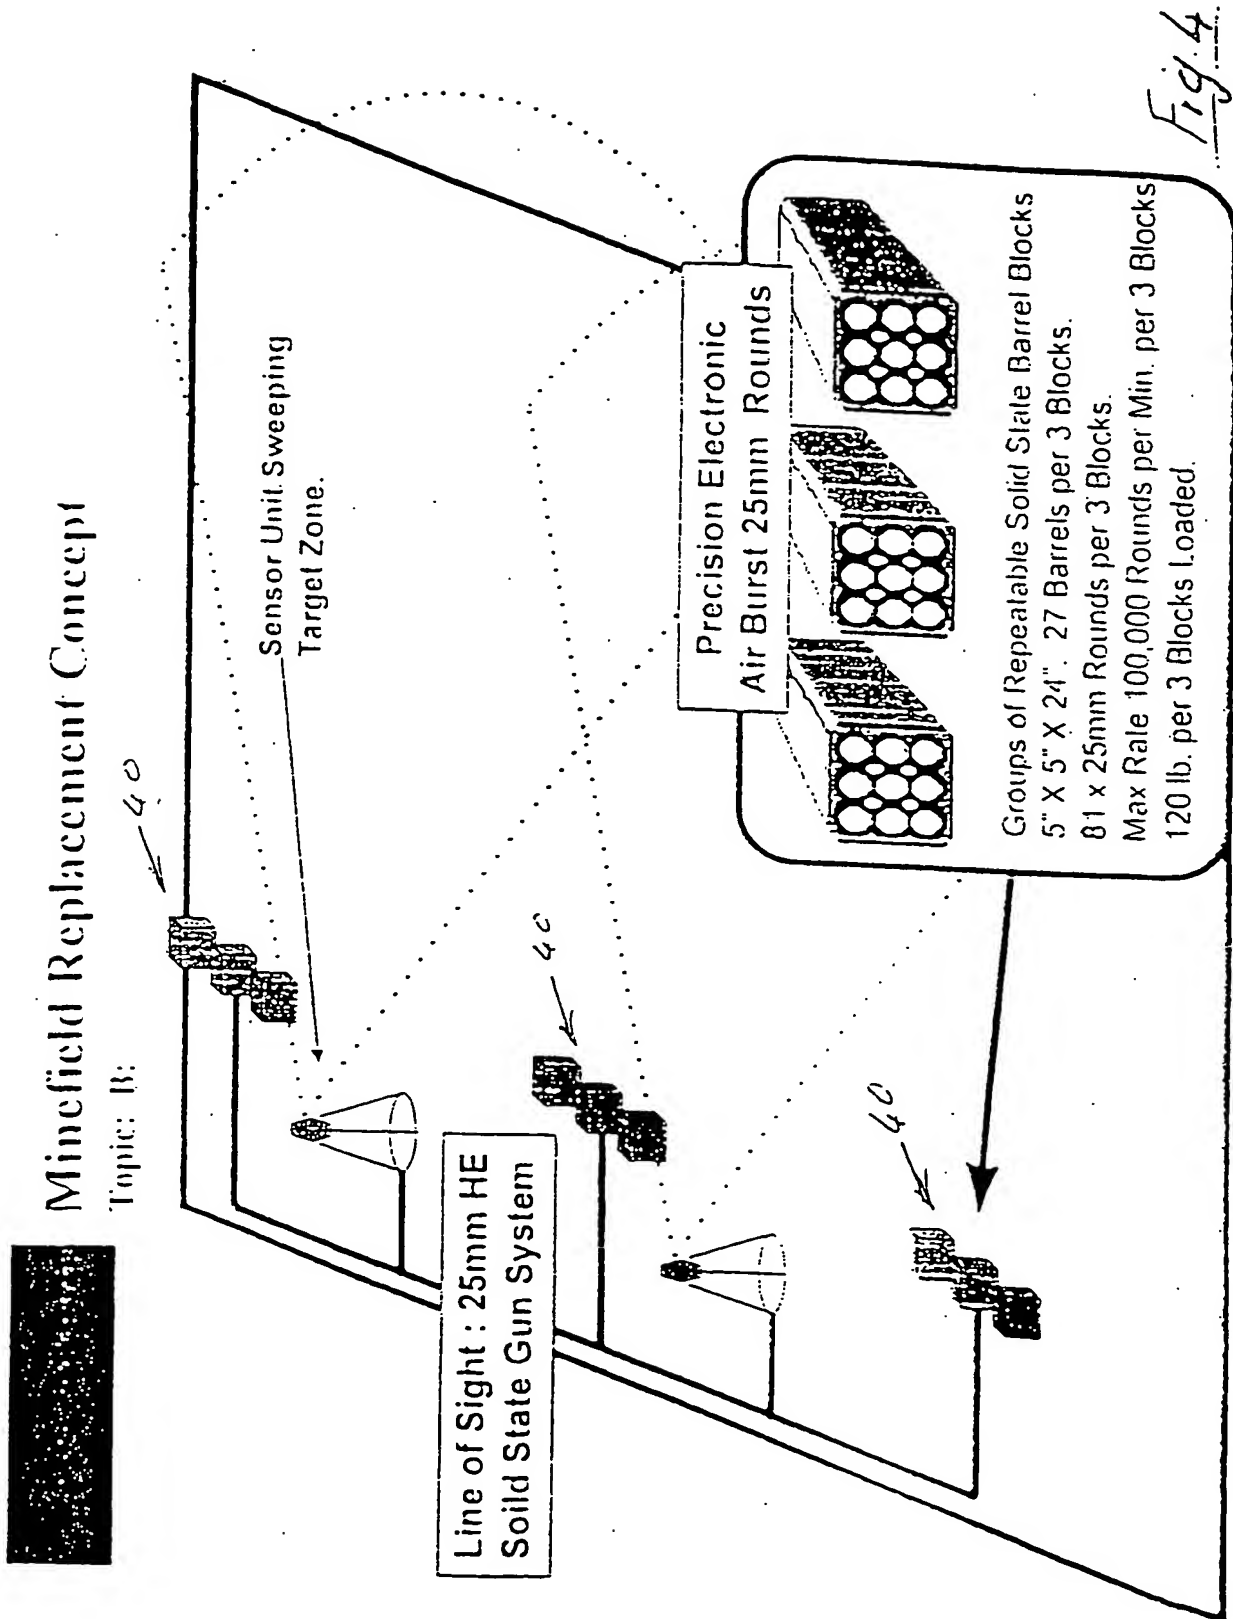 Minefield Replacement Concept
Topic: B:
40
Sensor Unit Sweeping
Target Zone.
Line of Sight : 25mm HE
Soild State Gun System
40
40
Precision Electronic
Air Burst 25mm Rounds
Groups of Repeatable Solid State Barrel Blocks
5" X 5" X 24". 27 Barrels per 3 Blocks.
81 x 25mm Rounds per 3 Blocks.
Max Rate 100,000 Rounds per Min. per 3 Blocks
120 lb. per 3 Blocks Loaded.
Fig. 4